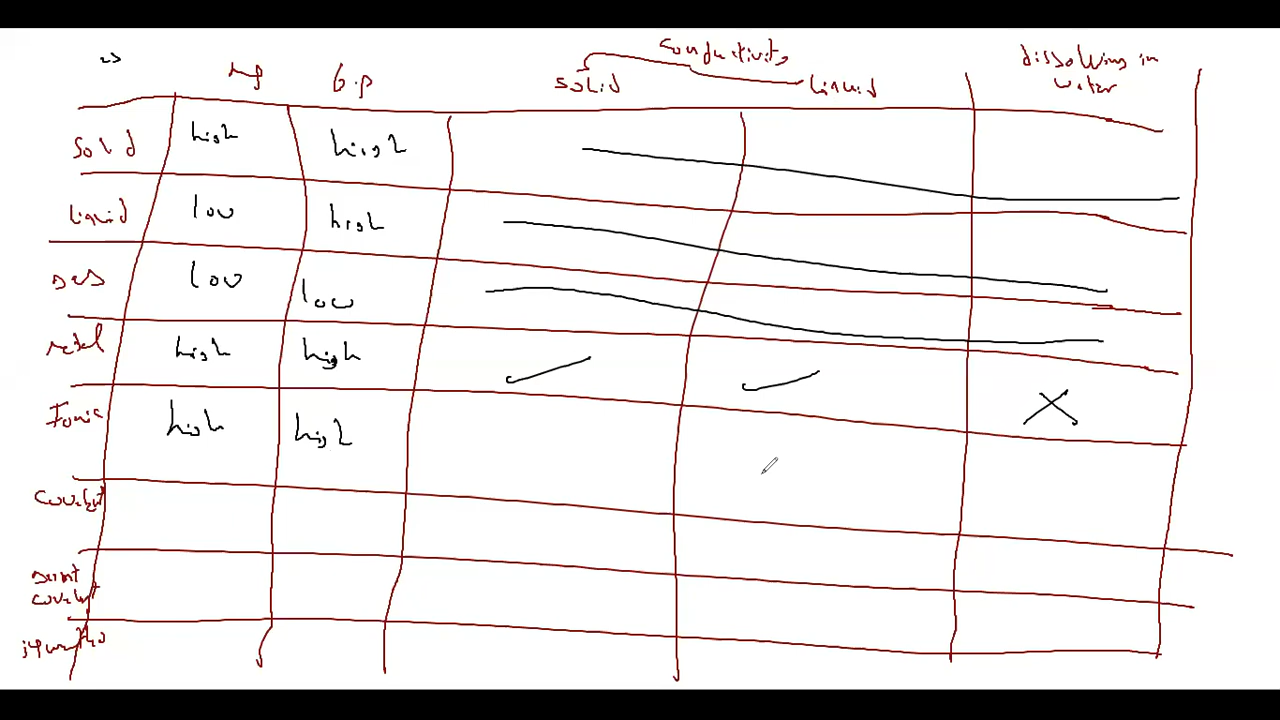 conductivity
dissolving in
mp b.p solid liquid water
solid high high
liquid low high
gas low low
metal high high
Ionic high high
covalent
giant
covalent